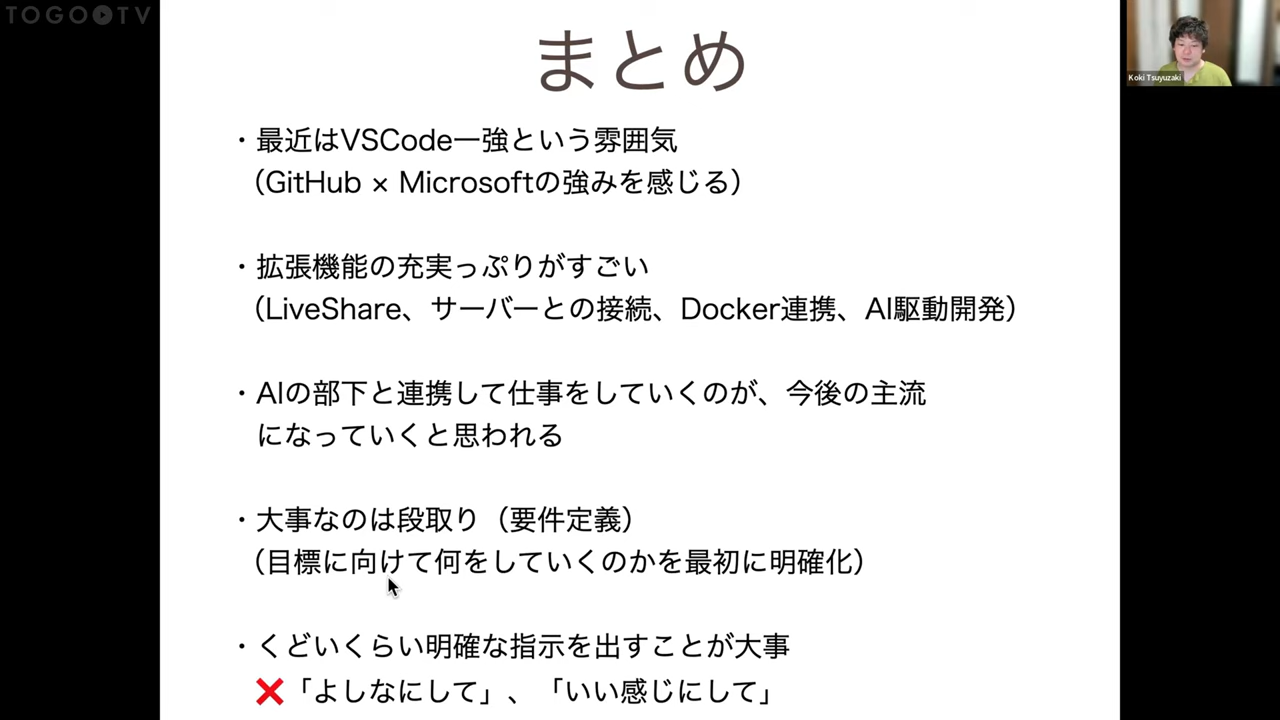 TOGO TV
まとめ
Koki Tsuyuzaki
・最近はVSCode一強という雰囲気
（GitHub × Microsoftの強みを感じる）
・拡張機能の充実っぷりがすごい
（LiveShare、サーバーとの接続、Docker連携、AI駆動開発）
・AIの部下と連携して仕事をしていくのが、今後の主流
になっていくと思われる
・大事なのは段取り（要件定義）
（目標に向けて何をしていくのかを最初に明確化）
・くどいくらい明確な指示を出すことが大事
❌「よしなにして」、「いい感じにして」